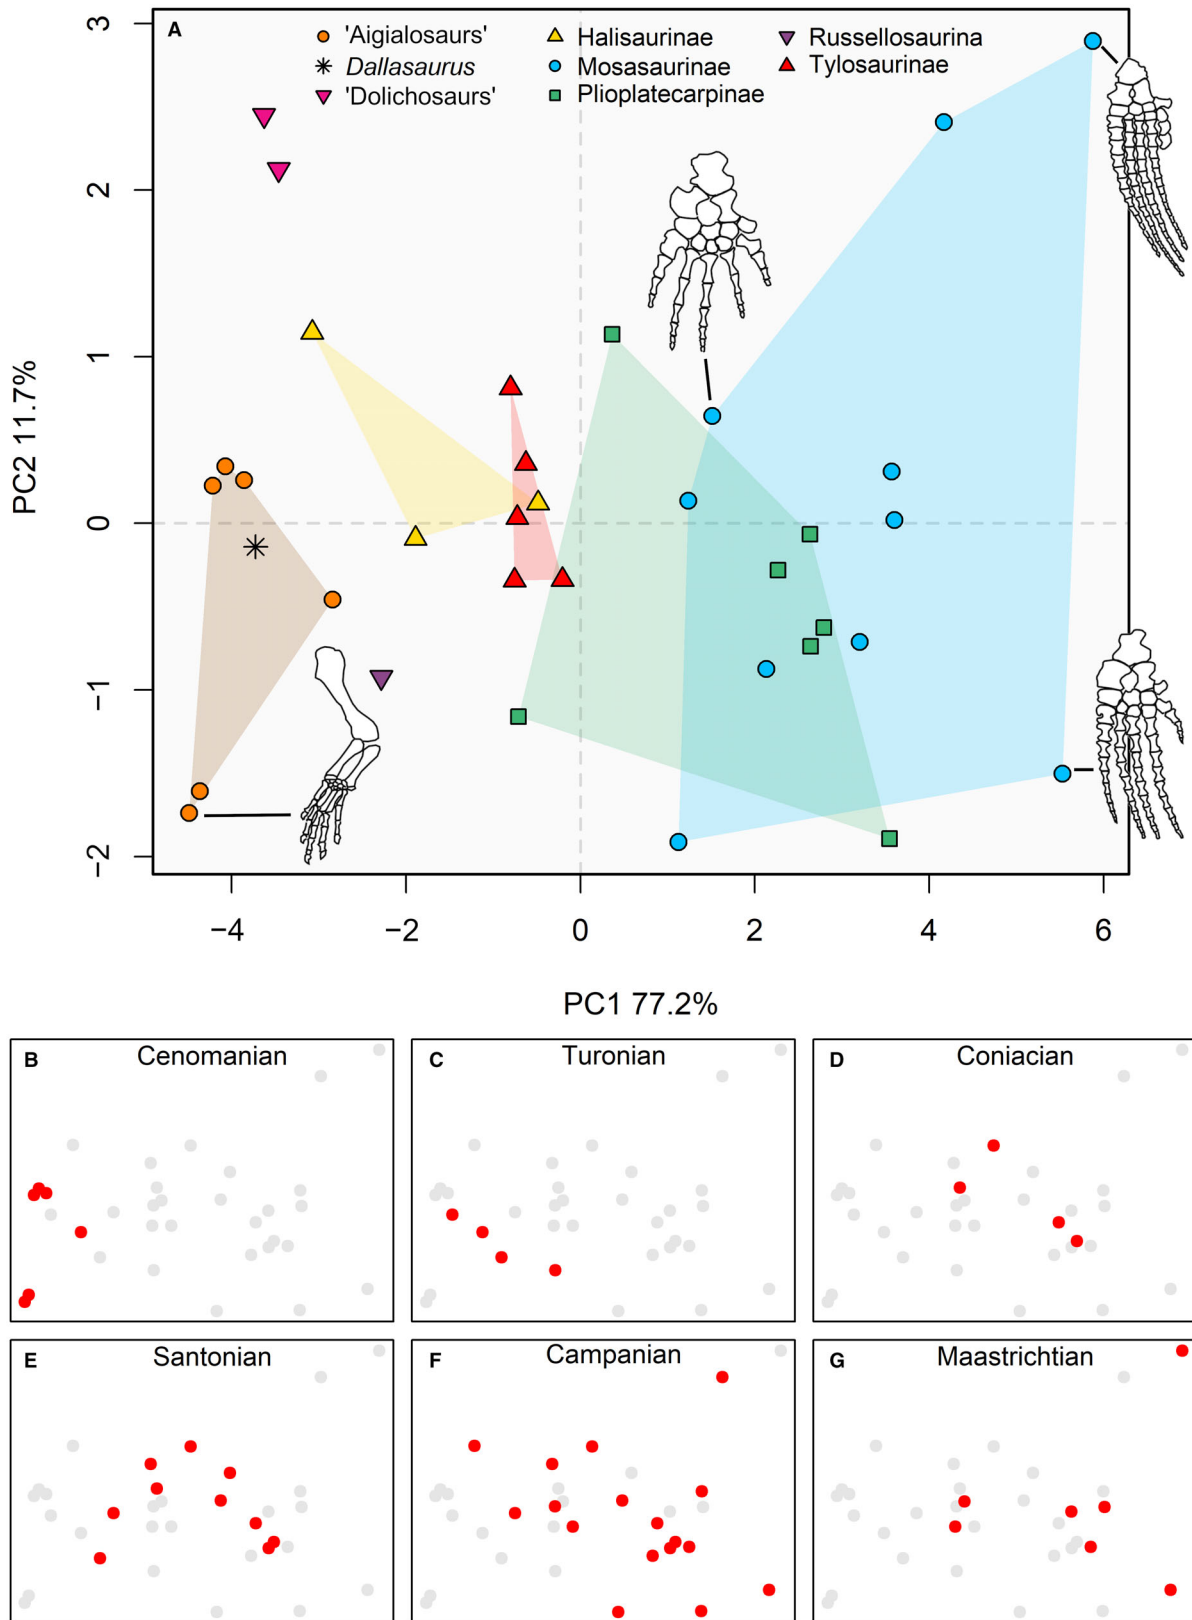 A
'Aigialosaurs' Halisaurinae Russellosaurina
Dallasaurus Mosasaurinae Tylosaurinae
'Dolichosaurs' Plioplatecarpinae
3
2
1
0
−1
−2
PC2 11.7%
−4 −2 0 2 4 6
PC1 77.2%
B Cenomanian
C Turonian
D Coniacian
E Santonian
F Campanian
G Maastrichtian